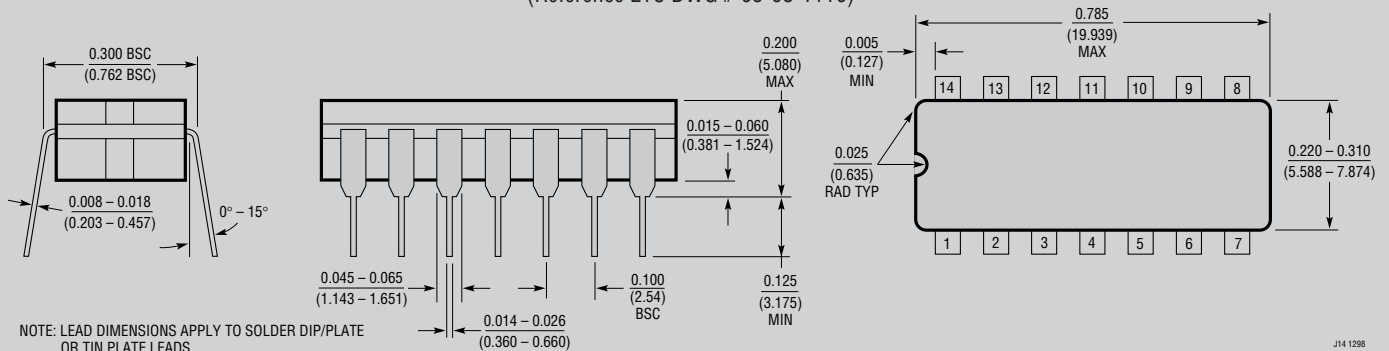 0.300 BSC
(0.762 BSC)
0.008 – 0.018
(0.203 – 0.457)
0° – 15°
NOTE: LEAD DIMENSIONS APPLY TO SOLDER DIP/PLATE
OR TIN PLATE LEADS
0.200
(5.080)
MAX
0.015 – 0.060
(0.381 – 1.524)
0.045 – 0.065
(1.143 – 1.651)
0.014 – 0.026
(0.360 – 0.660)
0.100
(2.54)
BSC
0.125
(3.175)
MIN
0.005
(0.127)
MIN
0.785
(19.939)
MAX
14 13 12 11 10 9 8
0.025
(0.635)
RAD TYP
0.220 – 0.310
(5.588 – 7.874)
1 2 3 4 5 6 7
J14 1298